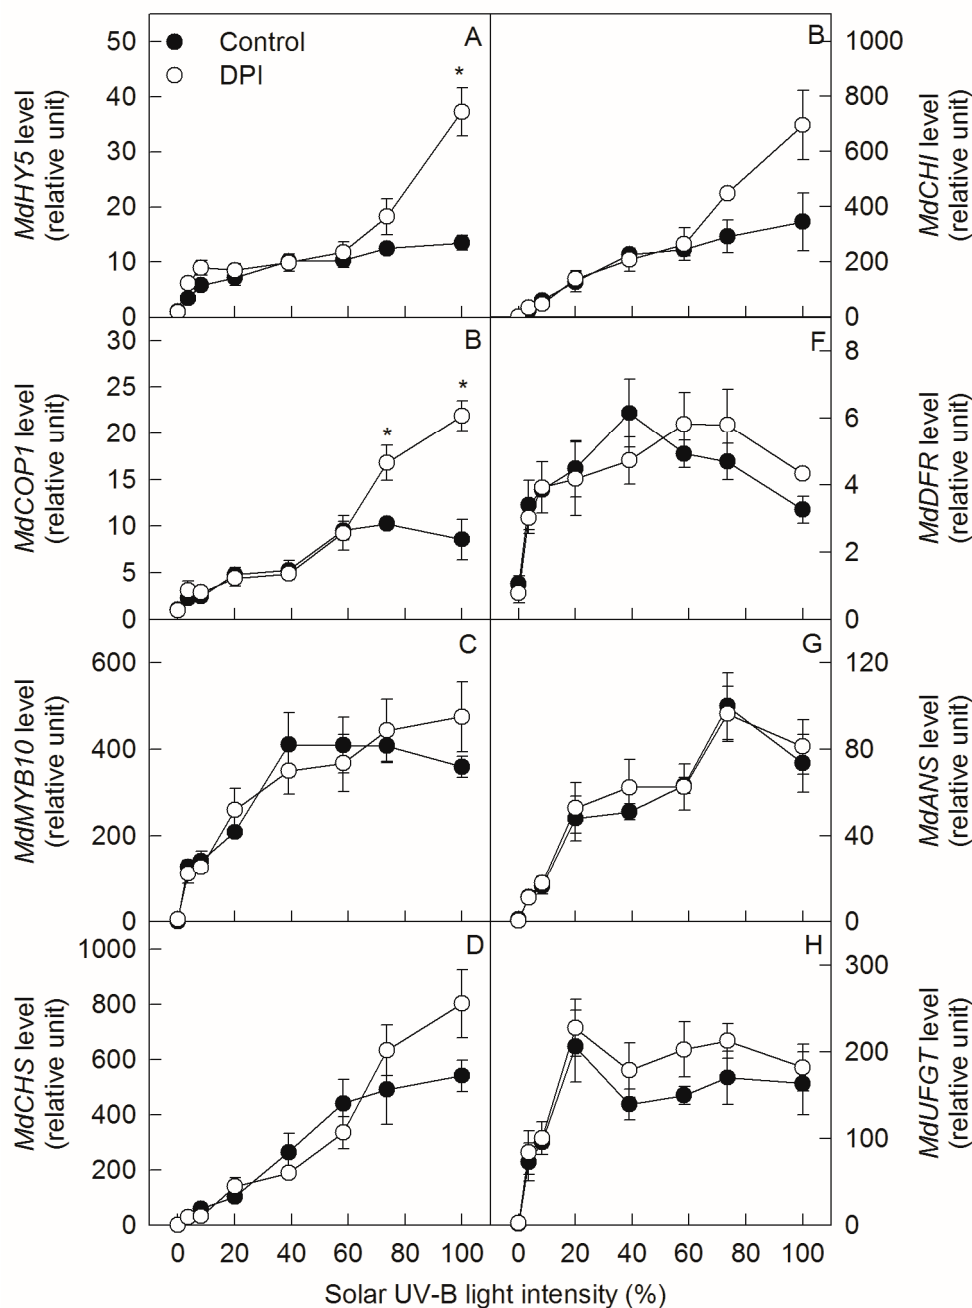 A
50
40
30
20
10
0
Control
DPI
*
MdHY5 level
(relative unit)
B
1000
800
600
400
200
0
MdCHI level
(relative unit)
B
30
25
20
15
10
5
0
*
*
MdCOP1 level
(relative unit)
F
8
6
4
2
0
MdDFR level
(relative unit)
C
600
400
200
0
MdMYB10 level
(relative unit)
G
120
80
40
0
MdANS level
(relative unit)
D
1000
800
600
400
200
0
MdCHS level
(relative unit)
H
300
200
100
0
MdUFGT level
(relative unit)
0 20 40 60 80 100
0 20 40 60 80 100
Solar UV-B light intensity (%)